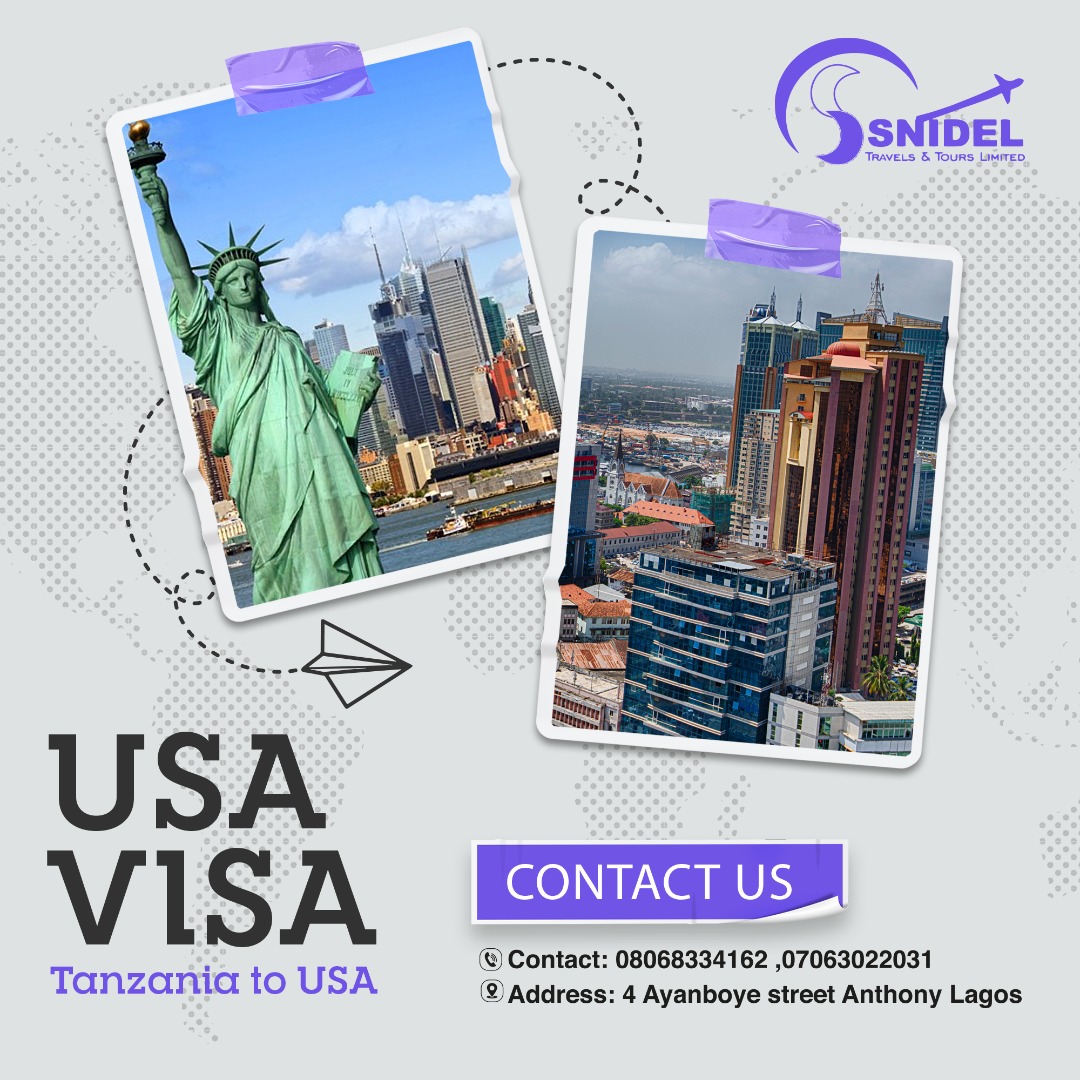 SNIDEL
TRAVELS & TOURS LIMITED
USA
VISA
Tanzania to USA
CONTACT US
Contact: 08068334162 ,07063022031
Address: 4 Ayanboye street Anthony Lagos